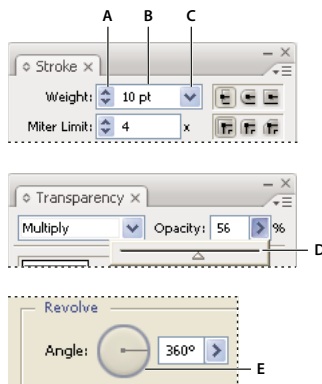 A B C
Stroke
Weight: 10 pt
Miter Limit: 4 x
Transparency
Multiply Opacity: 56 %
D
Revolve
Angle: 360°
E